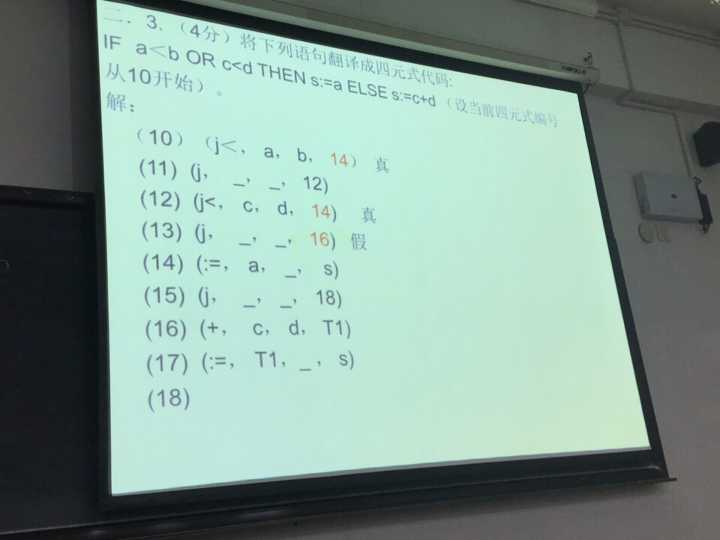 二. 3. （4分）将下列语句翻译成四元式代码:
IF a<b OR c<d THEN s:=a ELSE s:=c+d（设当前四元式编号
从10开始）。
解：
（10）（j<， a， b， 14） 真
(11) (j， _， _， 12)
(12) (j<， c， d， 14) 真
(13) (j， _， _， 16) 假
(14) (:=， a， _， s)
(15) (j， _， _， 18)
(16) (+， c， d， T1)
(17) (:=， T1， _， s)
(18)